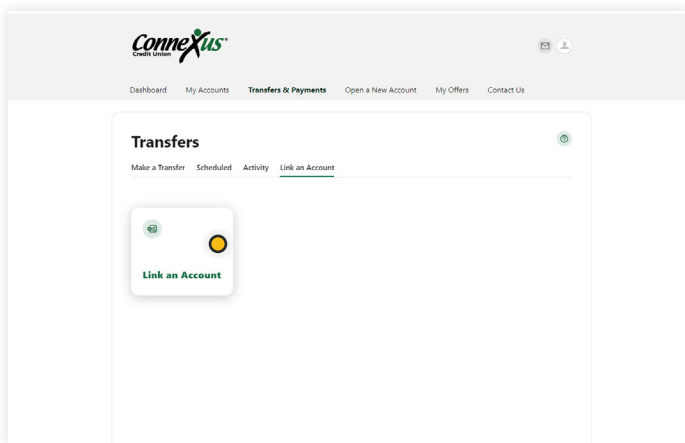 Connexus®
Credit Union
Dashboard My Accounts Transfers & Payments Open a New Account My Offers Contact Us
Transfers
Make a Transfer Scheduled Activity Link an Account
Link an Account